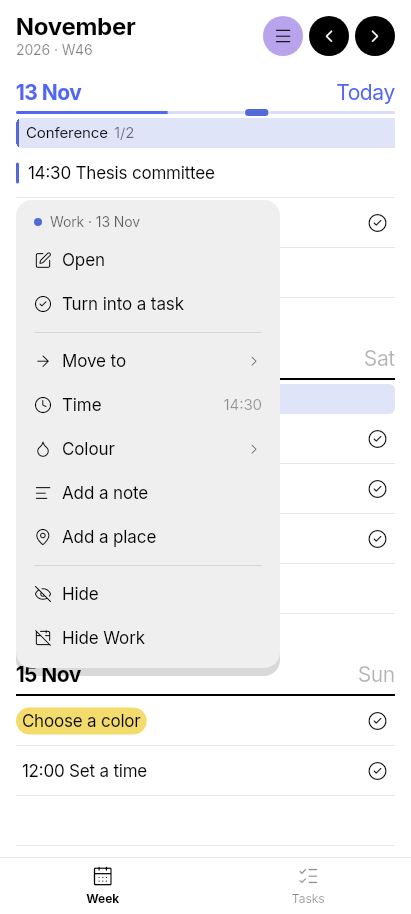 November
2026 · W46
13 Nov
Today
Conference 1/2
14:30 Thesis committee
Work · 13 Nov
Open
Turn into a task
Move to
Time
14:30
Colour
Add a note
Add a place
Hide
Hide Work
Sat
15 Nov
Sun
Choose a color
12:00 Set a time
Week
Tasks